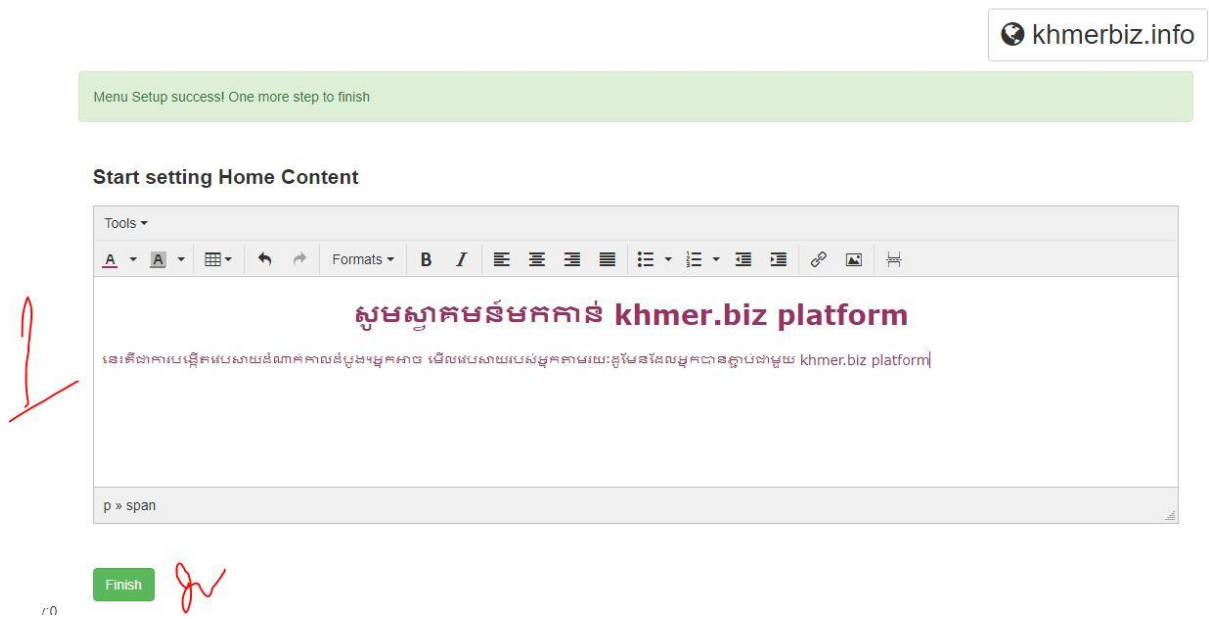 khmerbiz.info
Menu Setup success! One more step to finish
Start setting Home Content
Tools
A A Formats B I
សូមស្វាគមន៍មកកាន់ khmer.biz platform
នេះគឺជាការបង្កើតវេបសាយដំណាក់កាលដំបូង។អ្នកអាច មើលវេបសាយរបស់អ្នកតាមរយៈដូមែនដែលអ្នកបានភ្ជាប់ជាមួយ khmer.biz platform
p » span
1
Finish